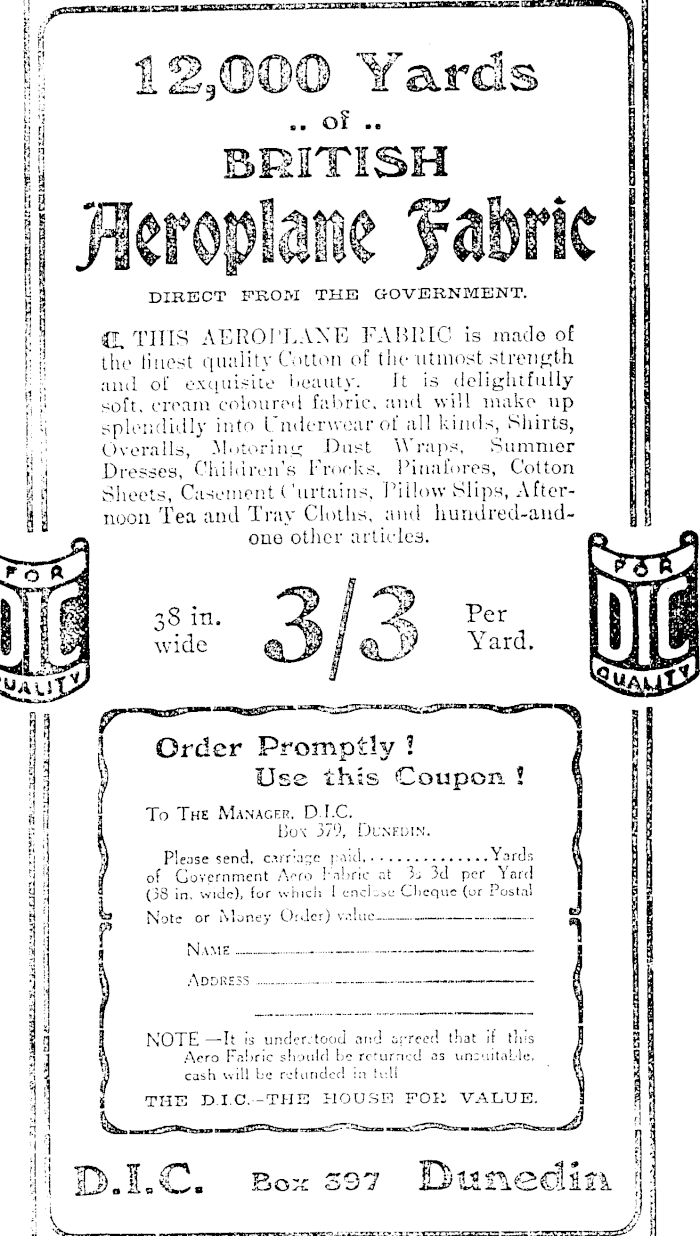 12,000 Yards
.. of ..
BRITISH
Aeroplane Fabric
DIRECT FROM THE GOVERNMENT.
THIS AEROPLANE FABRIC is made of
the finest quality Cotton of the utmost strength
and of exquisite beauty. It is delightfully
soft, cream coloured fabric, and will make up
splendidly into Underwear of all kinds, Shirts,
Overalls, Motoring Dust Wraps, Summer
Dresses, Children's Frocks, Pinafores, Cotton
Sheets, Casement Curtains, Pillow Slips, After-
noon Tea and Tray Cloths, and hundred-and-
one other articles.
FOR
DIC
QUALITY
38 in.
wide
3/3
Per
Yard.
FOR
DIC
QUALITY
Order Promptly !
Use this Coupon !
To THE MANAGER, D.I.C.
Box 379, DUNEDIN.
Please send, carriage paid,...............Yards
of Government Aero Fabric at 3s 3d per Yard
(38 in. wide), for which I enclose Cheque (or Postal
Note or Money Order) value
NAME
ADDRESS
NOTE —It is understood and agreed that if this
Aero Fabric should be returned as unsuitable,
cash will be refunded in full
THE D.I.C.-THE HOUSE FOR VALUE.
D.I.C. Box 397 Dunedin